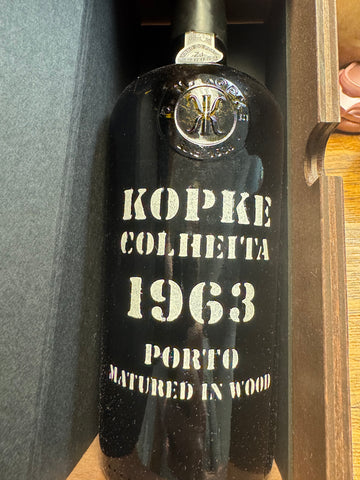 KOPKE
COLHEITA
1963
PORTO
MATURED IN WOOD